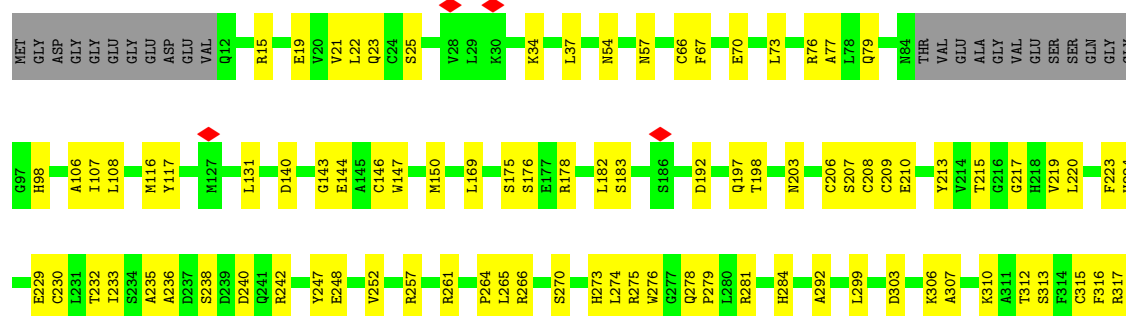 MET GLY ASP GLY GLY GLU GLY GLU ASP GLU VAL Q12 R15 E19 V20 V21 L22 Q23 C24 S25 V28 L29 K30 K34 L37 N54 N57 C66 F67 E70 L73 R76 A77 L78 Q79 N84 THR VAL GLU ALA GLY VAL GLU SER SER GLN GLY GLY
G97 H98 A106 I107 L108 M116 Y117 M127 L131 D140 G143 E144 A145 C146 W147 M150 L169 S175 S176 E177 R178 L182 S183 S186 D192 Q197 T198 N203 C206 S207 C208 C209 E210 Y213 V214 T215 G216 G217 H218 V219 L220 F223
E229 C230 L231 T232 I233 S234 A235 A236 D237 S238 D239 D240 Q241 R242 Y247 E248 V252 R257 R261 P264 L265 R266 S270 H273 L274 R275 W276 G277 Q278 P279 L280 R281 H284 A292 L299 D303 K306 A307 K310 A311 T312 S313 F314 C315 F316 R317